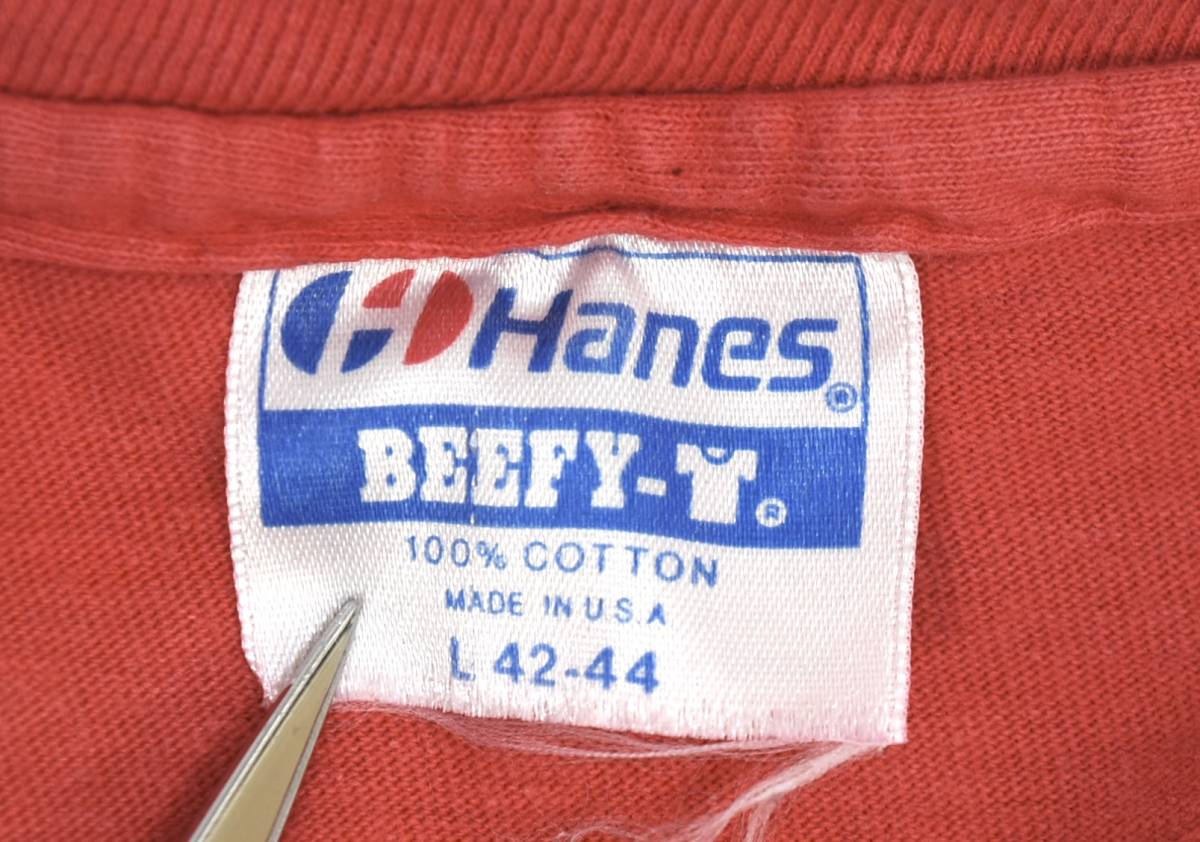 Hanes®
BEEFY-T®
100% COTTON
MADE IN U.S.A
L 42-44